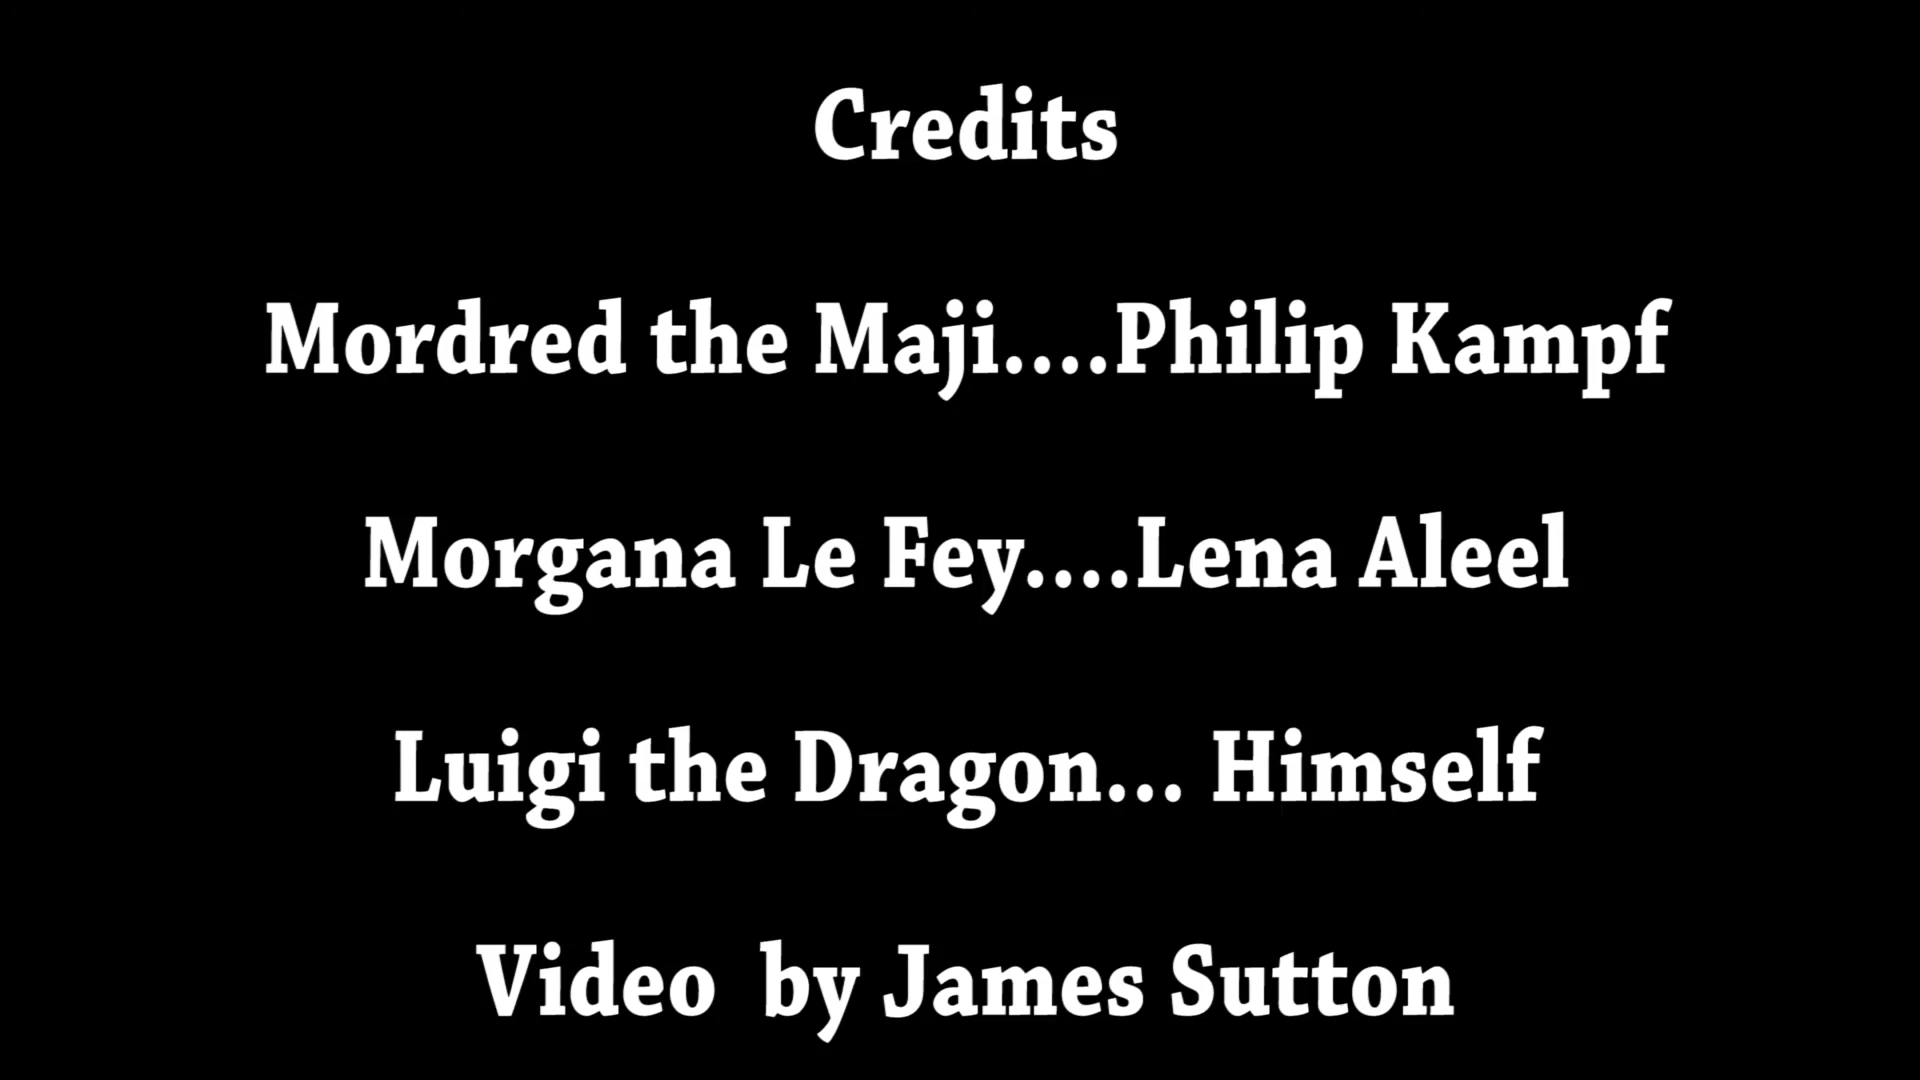 Credits
Mordred the Maji....Philip Kampf
Morgana Le Fey....Lena Aleel
Luigi the Dragon... Himself
Video  by James Sutton